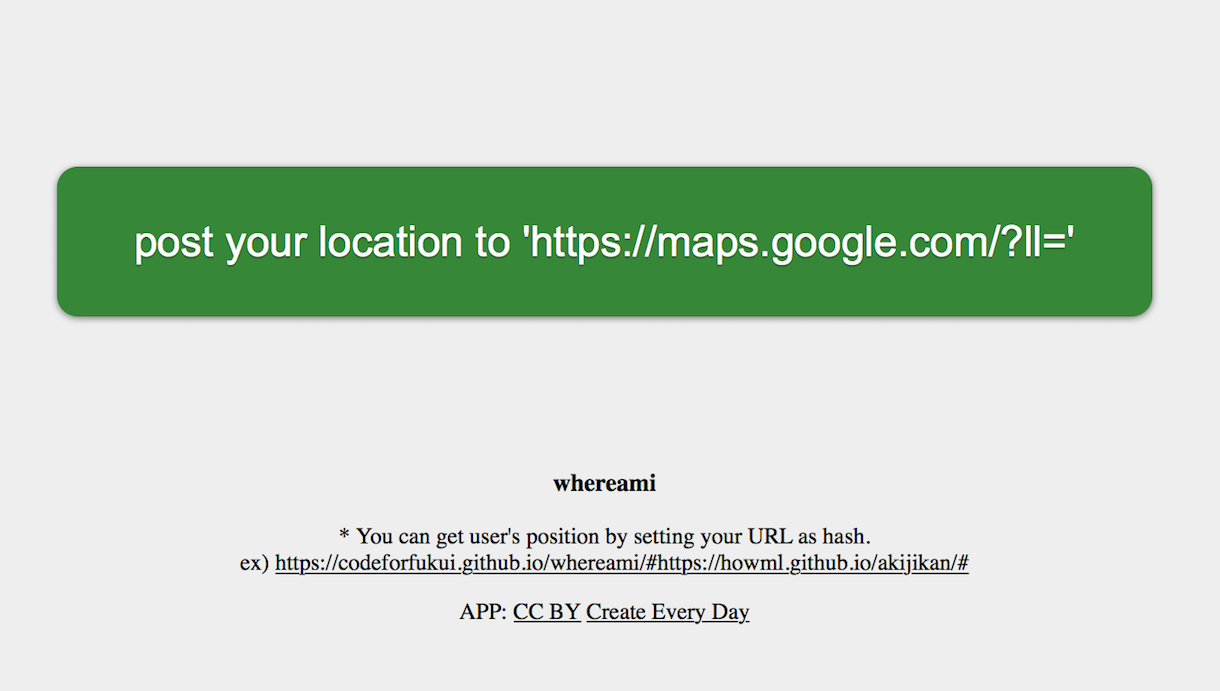 post your location to 'https://maps.google.com/?ll='
whereami
* You can get user's position by setting your URL as hash.
ex) https://codeforfukui.github.io/whereami/#https://howml.github.io/akijikan/#
APP: CC BY Create Every Day